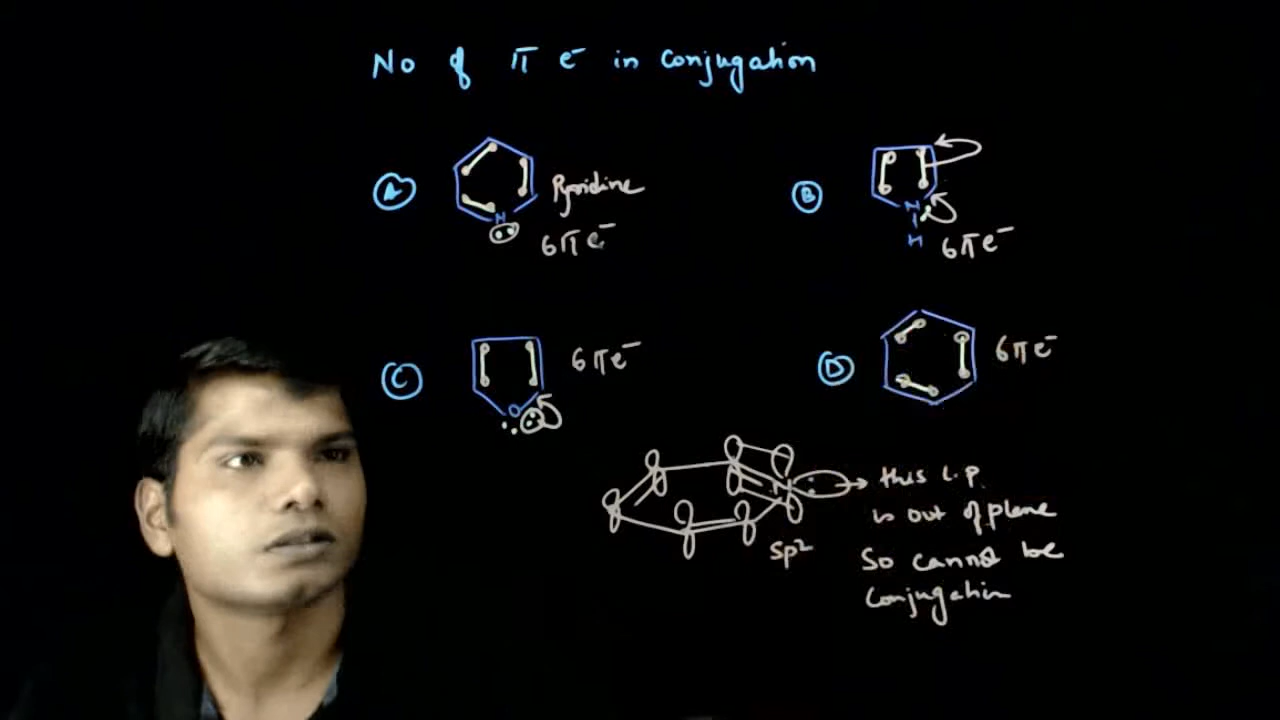 No of π e⁻ in conjugation
A
N
Pyridine
6π e⁻
B
N
H
6π e⁻
C
O
6π e⁻
D
6π e⁻
N
sp²
this l.p.
is out of plane
So cannot be
Conjugation